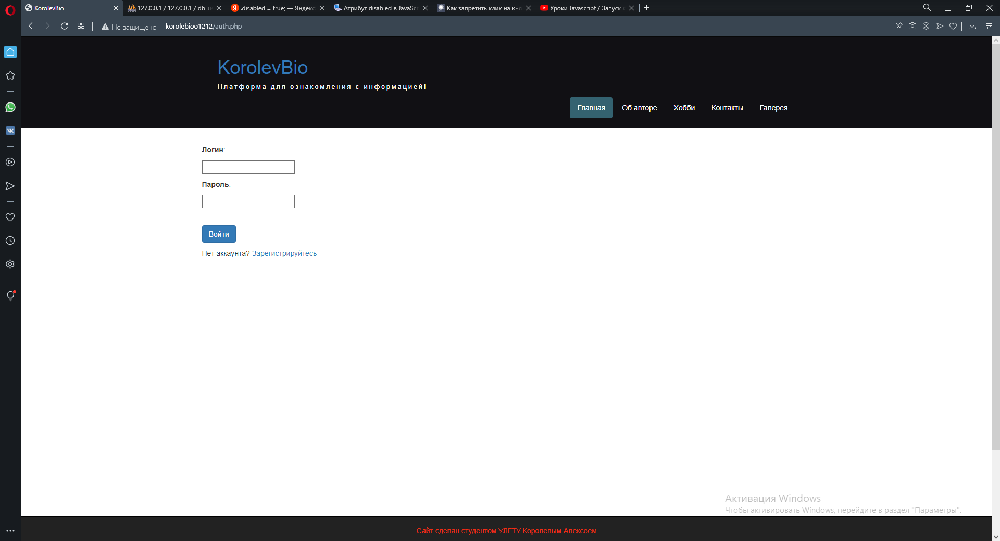 KorolevBio
127.0.0.1 / 127.0.0.1 / db_u
.disabled = true; — Яндекс
Атрибут disabled в JavaSc
Как запретить клик на кно
Уроки Javascript / Запуск
Не защищено
korolebioo1212/auth.php
KorolevBio
Платформа для ознакомления с информацией!
Главная
Об авторе
Хобби
Контакты
Галерея
Логин:
Пароль:
Войти
Нет аккаунта? Зарегистрируйтесь
Активация Windows
Чтобы активировать Windows, перейдите в раздел "Параметры".
Сайт сделан студентом УЛГТУ Королевым Алексеем